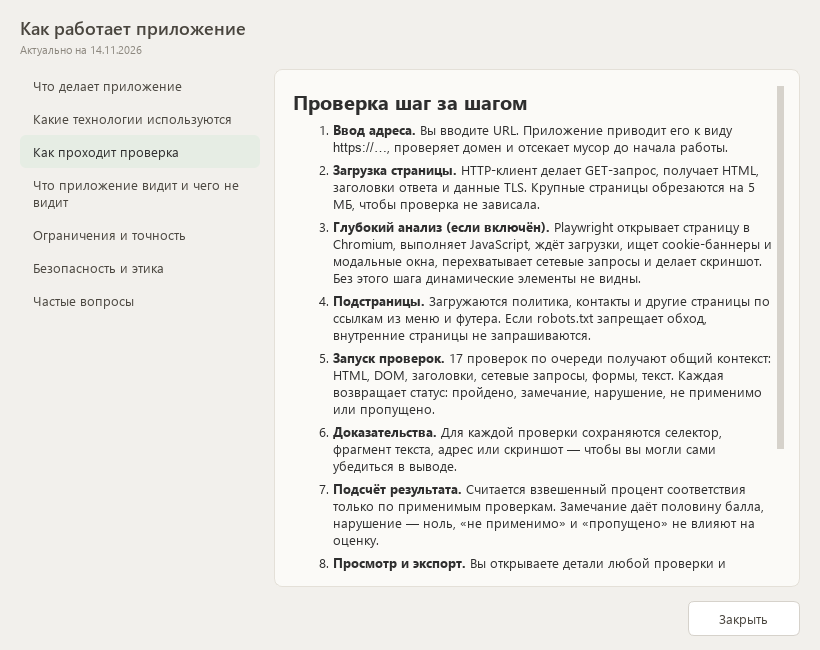 Как работает приложение
Актуально на 14.11.2026
Что делает приложение
Какие технологии используются
Как проходит проверка
Что приложение видит и чего не
видит
Ограничения и точность
Безопасность и этика
Частые вопросы
Проверка шаг за шагом
1. Ввод адреса. Вы вводите URL. Приложение приводит его к виду
https://…, проверяет домен и отсекает мусор до начала работы.
2. Загрузка страницы. HTTP-клиент делает GET-запрос, получает HTML,
заголовки ответа и данные TLS. Крупные страницы обрезаются на 5
МБ, чтобы проверка не зависала.
3. Глубокий анализ (если включён). Playwright открывает страницу в
Chromium, выполняет JavaScript, ждёт загрузки, ищет cookie-баннеры и
модальные окна, перехватывает сетевые запросы и делает скриншот.
Без этого шага динамические элементы не видны.
4. Подстраницы. Загружаются политика, контакты и другие страницы по
ссылкам из меню и футера. Если robots.txt запрещает обход,
внутренние страницы не запрашиваются.
5. Запуск проверок. 17 проверок по очереди получают общий контекст:
HTML, DOM, заголовки, сетевые запросы, формы, текст. Каждая
возвращает статус: пройдено, замечание, нарушение, не применимо
или пропущено.
6. Доказательства. Для каждой проверки сохраняются селектор,
фрагмент текста, адрес или скриншот — чтобы вы могли сами
убедиться в выводе.
7. Подсчёт результата. Считается взвешенный процент соответствия
только по применимым проверкам. Замечание даёт половину балла,
нарушение — ноль, «не применимо» и «пропущено» не влияют на
оценку.
8. Просмотр и экспорт. Вы открываете детали любой проверки и
Закрыть